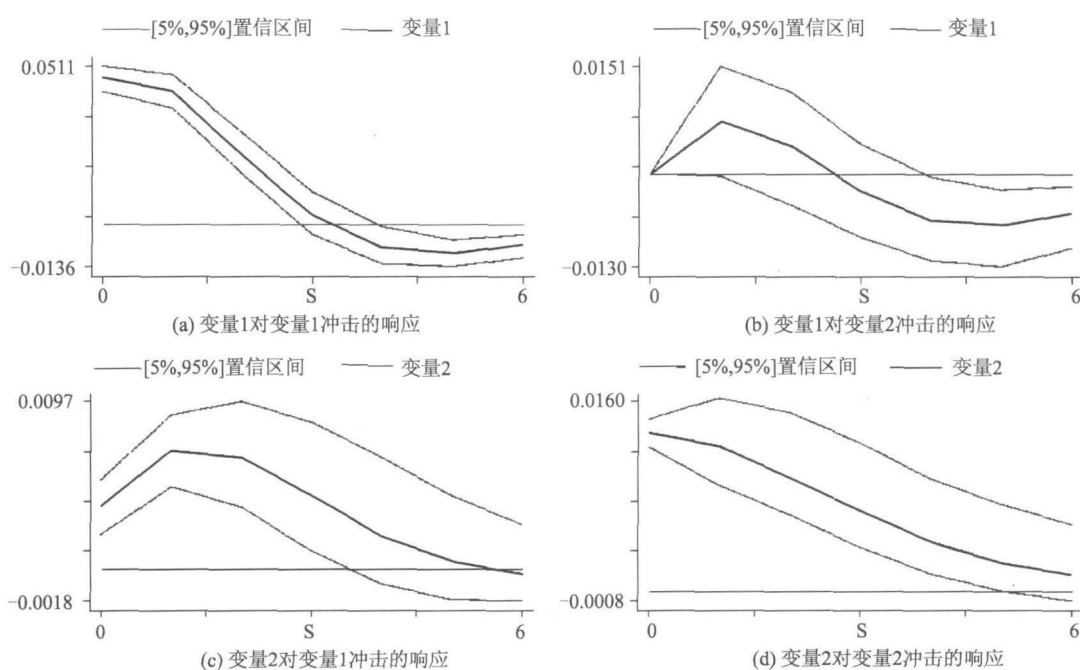 [5%,95%]置信区间 变量1
0.0511
−0.0136
0 S 6
(a) 变量1对变量1冲击的响应
[5%,95%]置信区间 变量1
0.0151
−0.0130
0 S 6
(b) 变量1对变量2冲击的响应
[5%,95%]置信区间 变量2
0.0097
−0.0018
0 S 6
(c) 变量2对变量1冲击的响应
[5%,95%]置信区间 变量2
0.0160
−0.0008
0 S 6
(d) 变量2对变量2冲击的响应